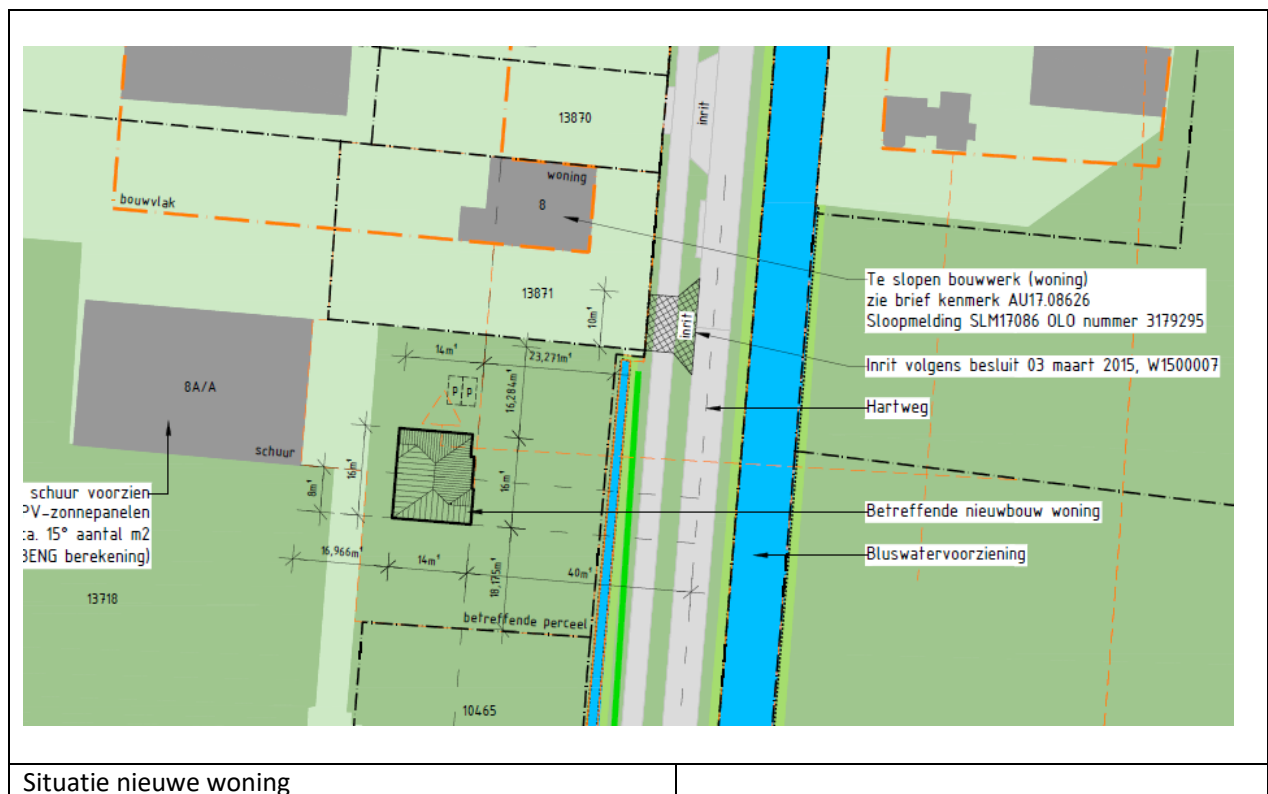 13870
inrit
woning
8
bouwvlak
13871
10m¹
inrit
Te slopen bouwwerk (woning)
zie brief kenmerk AU17.08626
Sloopmelding SLM17086 OLO nummer 3179295
Inrit volgens besluit 03 maart 2015, W1500007
Hartweg
14m¹
23,271m¹
8A/A
P P
16,284m¹
schuur
schuur voorzien
PV-zonnepanelen
ca. 15° aantal m2
BENG berekening)
8m¹
16m¹
16m¹
Betreffende nieuwbouw woning
Bluswatervoorziening
16,966m¹
14m¹
18,175m¹
40m¹
13718
betreffende perceel
10465
Situatie nieuwe woning